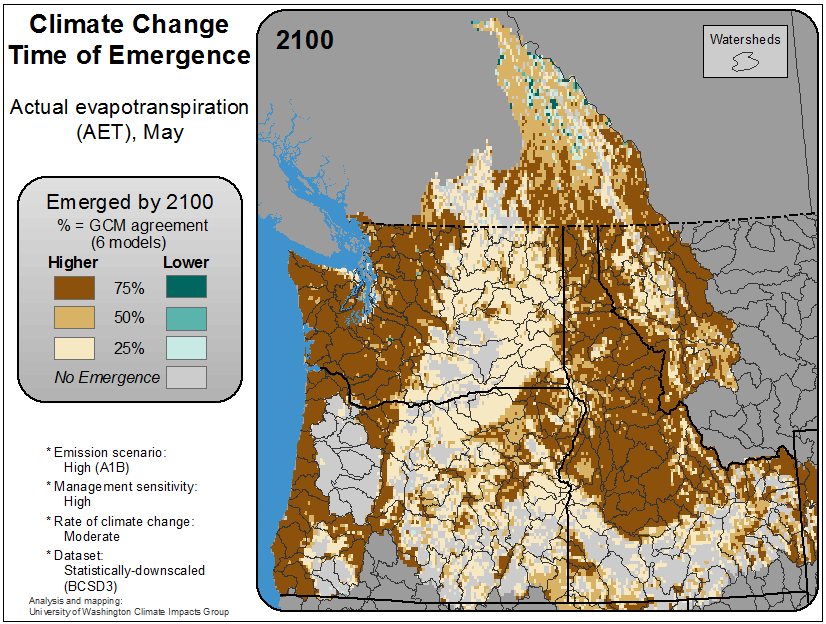 Climate Change
Time of Emergence
Actual evapotranspiration
(AET), May
Emerged by 2100
% = GCM agreement
(6 models)
Higher Lower
75%
50%
25%
No Emergence
* Emission scenario:
High (A1B)
* Management sensitivity:
High
* Rate of climate change:
Moderate
* Dataset:
Statistically-downscaled
(BCSD3)
Analysis and mapping:
University of Washington Climate Impacts Group
2100
Watersheds